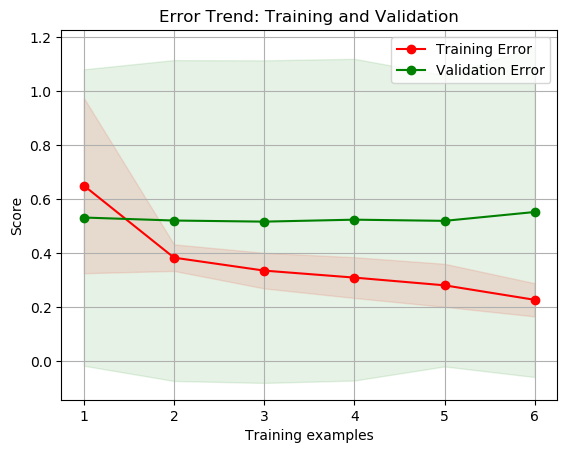 Error Trend: Training and Validation
1.2
1.0
0.8
0.6
0.4
0.2
0.0
Score
Training Error
Validation Error
1 2 3 4 5 6
Training examples